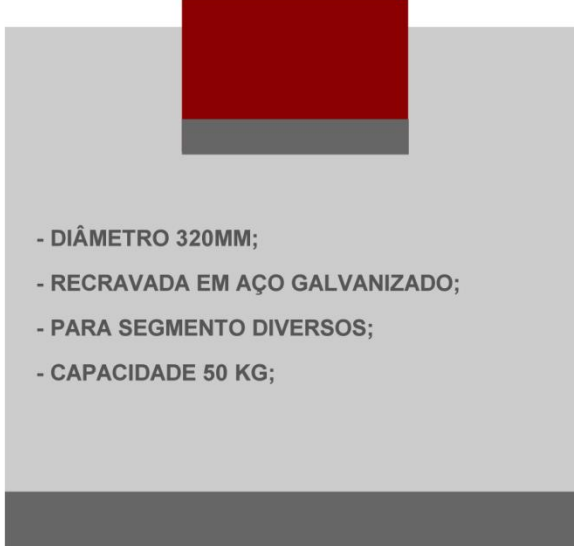 - DIÂMETRO 320MM;
- RECRAVADA EM AÇO GALVANIZADO;
- PARA SEGMENTO DIVERSOS;
- CAPACIDADE 50 KG;